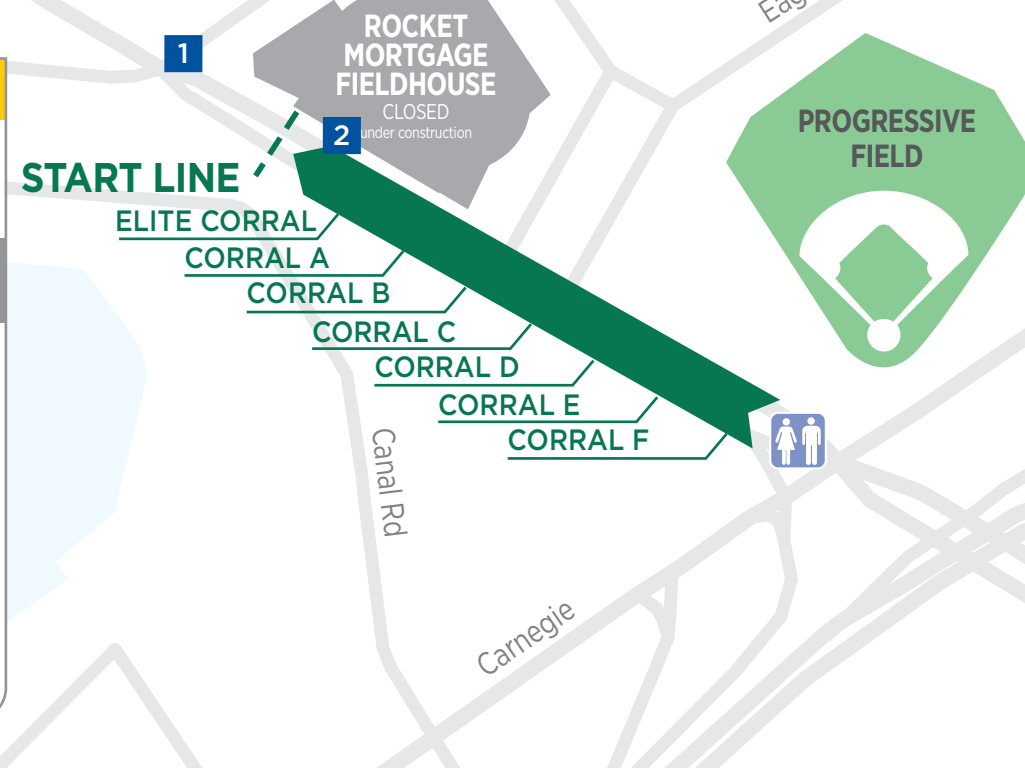 ROCKET
MORTGAGE
FIELDHOUSE
CLOSED
under construction
1
2
START LINE
PROGRESSIVE
FIELD
ELITE CORRAL
CORRAL A
CORRAL B
CORRAL C
CORRAL D
CORRAL E
CORRAL F
Canal Rd
Carnegie